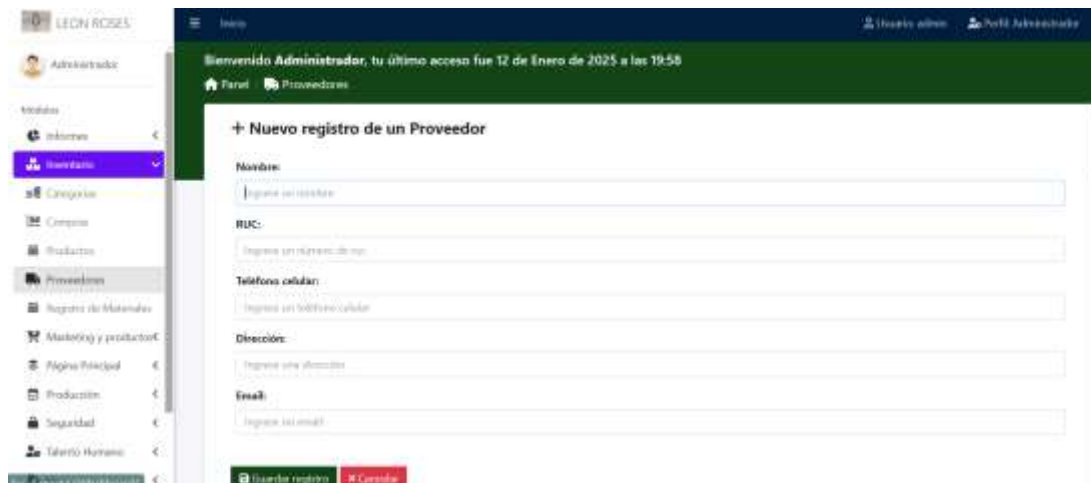 LEON ROSES
Inicio
Usuario: admin
Perfil: Administrador
Administrador
Bienvenido Administrador, tu último acceso fue 12 de Enero de 2025 a las 19:58
Panel
Proveedores
Módulos
Informes
Inventario
Categorías
Compras
Productos
Proveedores
Registro de Materiales
Marketing y productos
Página Principal
Producción
Seguridad
Talento Humano
+ Nuevo registro de un Proveedor
Nombre:
Ingrese un nombre
RUC:
Ingrese un número de ruc
Teléfono celular:
Ingrese un teléfono celular
Dirección:
Ingrese una dirección
Email:
Ingrese un email
Guardar registro
Cancelar